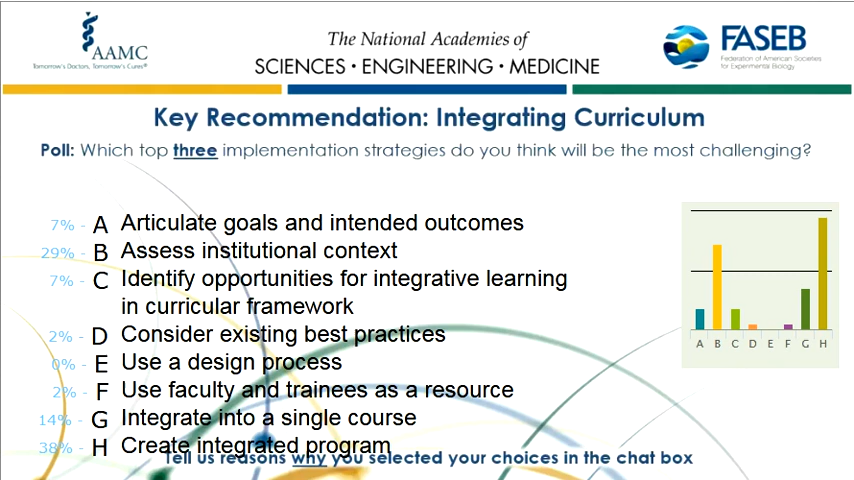 AAMC
Tomorrow's Doctors, Tomorrow's Cures®
The National Academies of
SCIENCES • ENGINEERING • MEDICINE
FASEB
Federation of American Societies
for Experimental Biology
Key Recommendation: Integrating Curriculum
Poll: Which top three implementation strategies do you think will be the most challenging?
7% - A Articulate goals and intended outcomes
29% - B Assess institutional context
7% - C Identify opportunities for integrative learning
in curricular framework
2% - D Consider existing best practices
0% - E Use a design process
2% - F Use faculty and trainees as a resource
14% - G Integrate into a single course
38% - H Create integrated program
A B C D E F G H
Tell us reasons why you selected your choices in the chat box